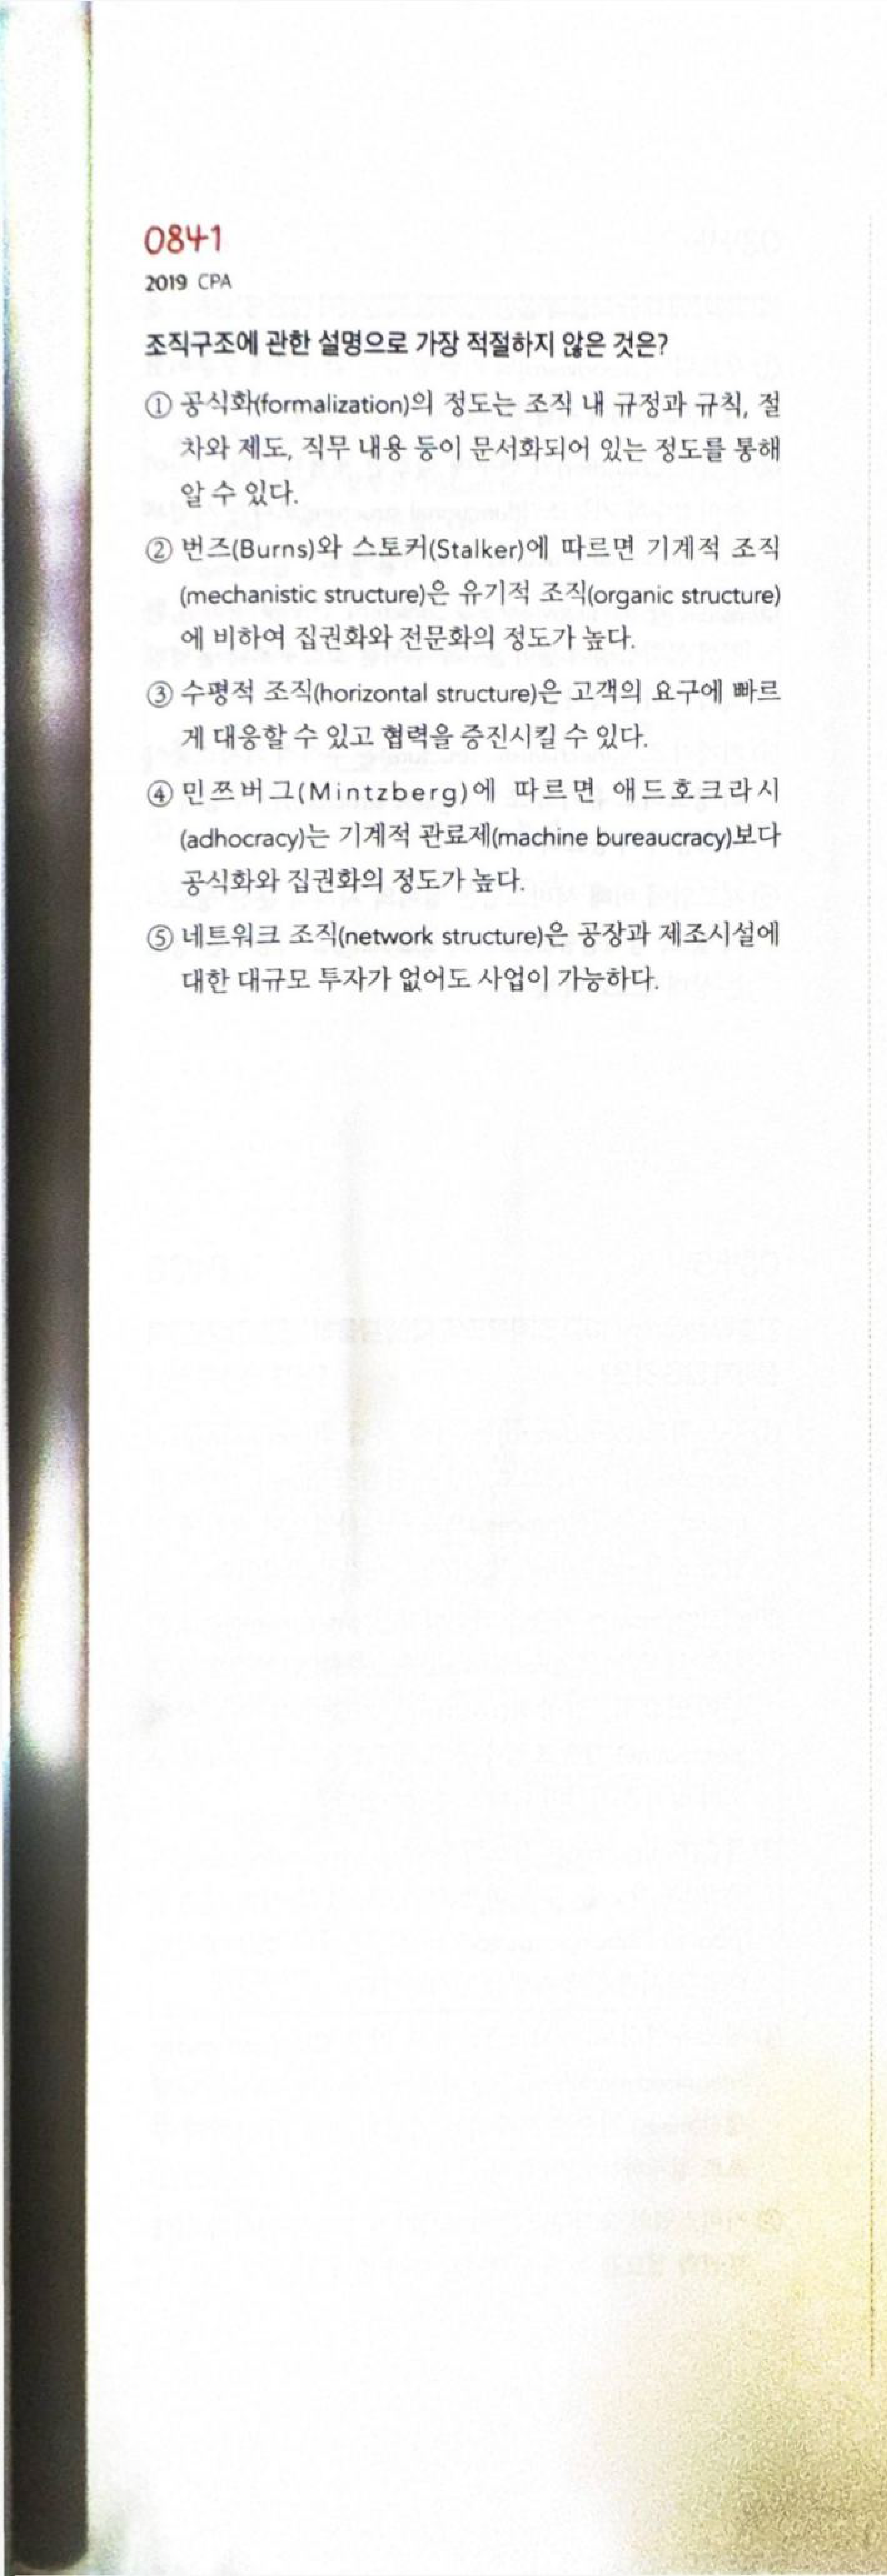 0841
2019 CPA
조직구조에 관한 설명으로 가장 적절하지 않은 것은?
① 공식화(formalization)의 정도는 조직 내 규정과 규칙, 절
차와 제도, 직무 내용 등이 문서화되어 있는 정도를 통해
알 수 있다.
② 번즈(Burns)와 스토커(Stalker)에 따르면 기계적 조직
(mechanistic structure)은 유기적 조직(organic structure)
에 비하여 집권화와 전문화의 정도가 높다.
③ 수평적 조직(horizontal structure)은 고객의 요구에 빠르
게 대응할 수 있고 협력을 증진시킬 수 있다.
④ 민쯔버그(Mintzberg)에 따르면 애드호크라시
(adhocracy)는 기계적 관료제(machine bureaucracy)보다
공식화와 집권화의 정도가 높다.
⑤ 네트워크 조직(network structure)은 공장과 제조시설에
대한 대규모 투자가 없어도 사업이 가능하다.